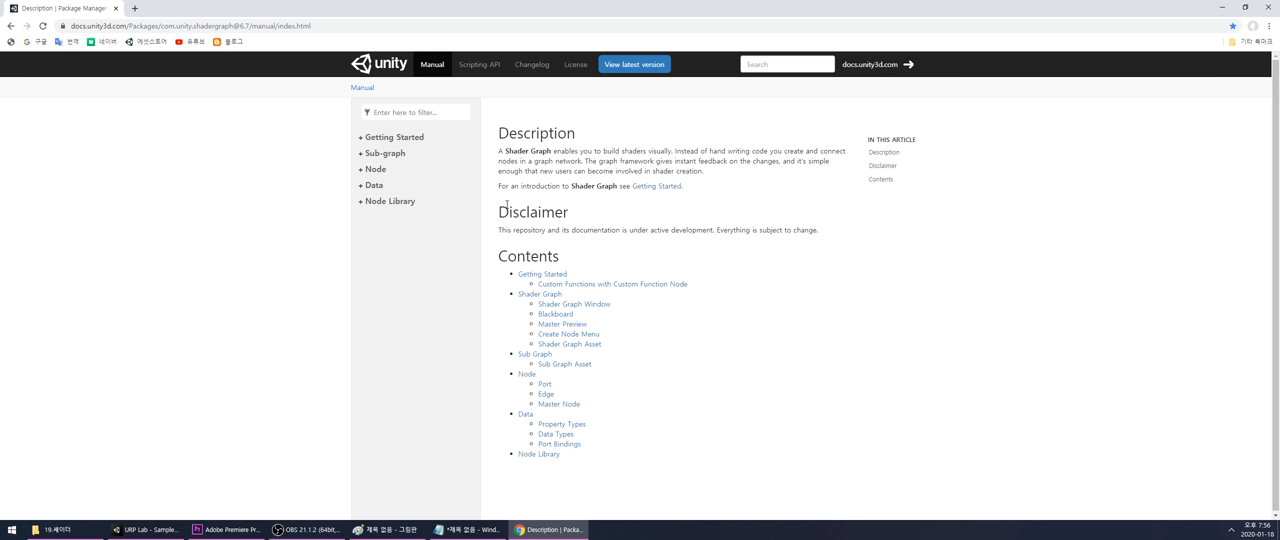 Description | Package Manager
docs.unity3d.com/Packages/com.unity.shadergraph@6.7/manual/index.html
구글 번역 네이버 에셋스토어 유튜브 블로그 기타 북마크
unity Manual Scripting API Changelog License View latest version Search docs.unity3d.com
Manual
Enter here to filter...
+ Getting Started
+ Sub-graph
+ Node
+ Data
+ Node Library
Description
A Shader Graph enables you to build shaders visually. Instead of hand writing code you create and connect
nodes in a graph network. The graph framework gives instant feedback on the changes, and it's simple
enough that new users can become involved in shader creation.
For an introduction to Shader Graph see Getting Started.
Disclaimer
This repository and its documentation is under active development. Everything is subject to change.
Contents
Getting Started
Custom Functions with Custom Function Node
Shader Graph
Shader Graph Window
Blackboard
Master Preview
Create Node Menu
Shader Graph Asset
Sub Graph
Sub Graph Asset
Node
Port
Edge
Master Node
Data
Property Types
Data Types
Port Bindings
Node Library
IN THIS ARTICLE
Description
Disclaimer
Contents
19.셰이더 URP Lab - Sample... Adobe Premiere Pr... OBS 21.1.2 (64bit,... 제목 없음 - 그림판 *제목 없음 - Wind... Description | Packa...
오후 7:56
2020-01-18